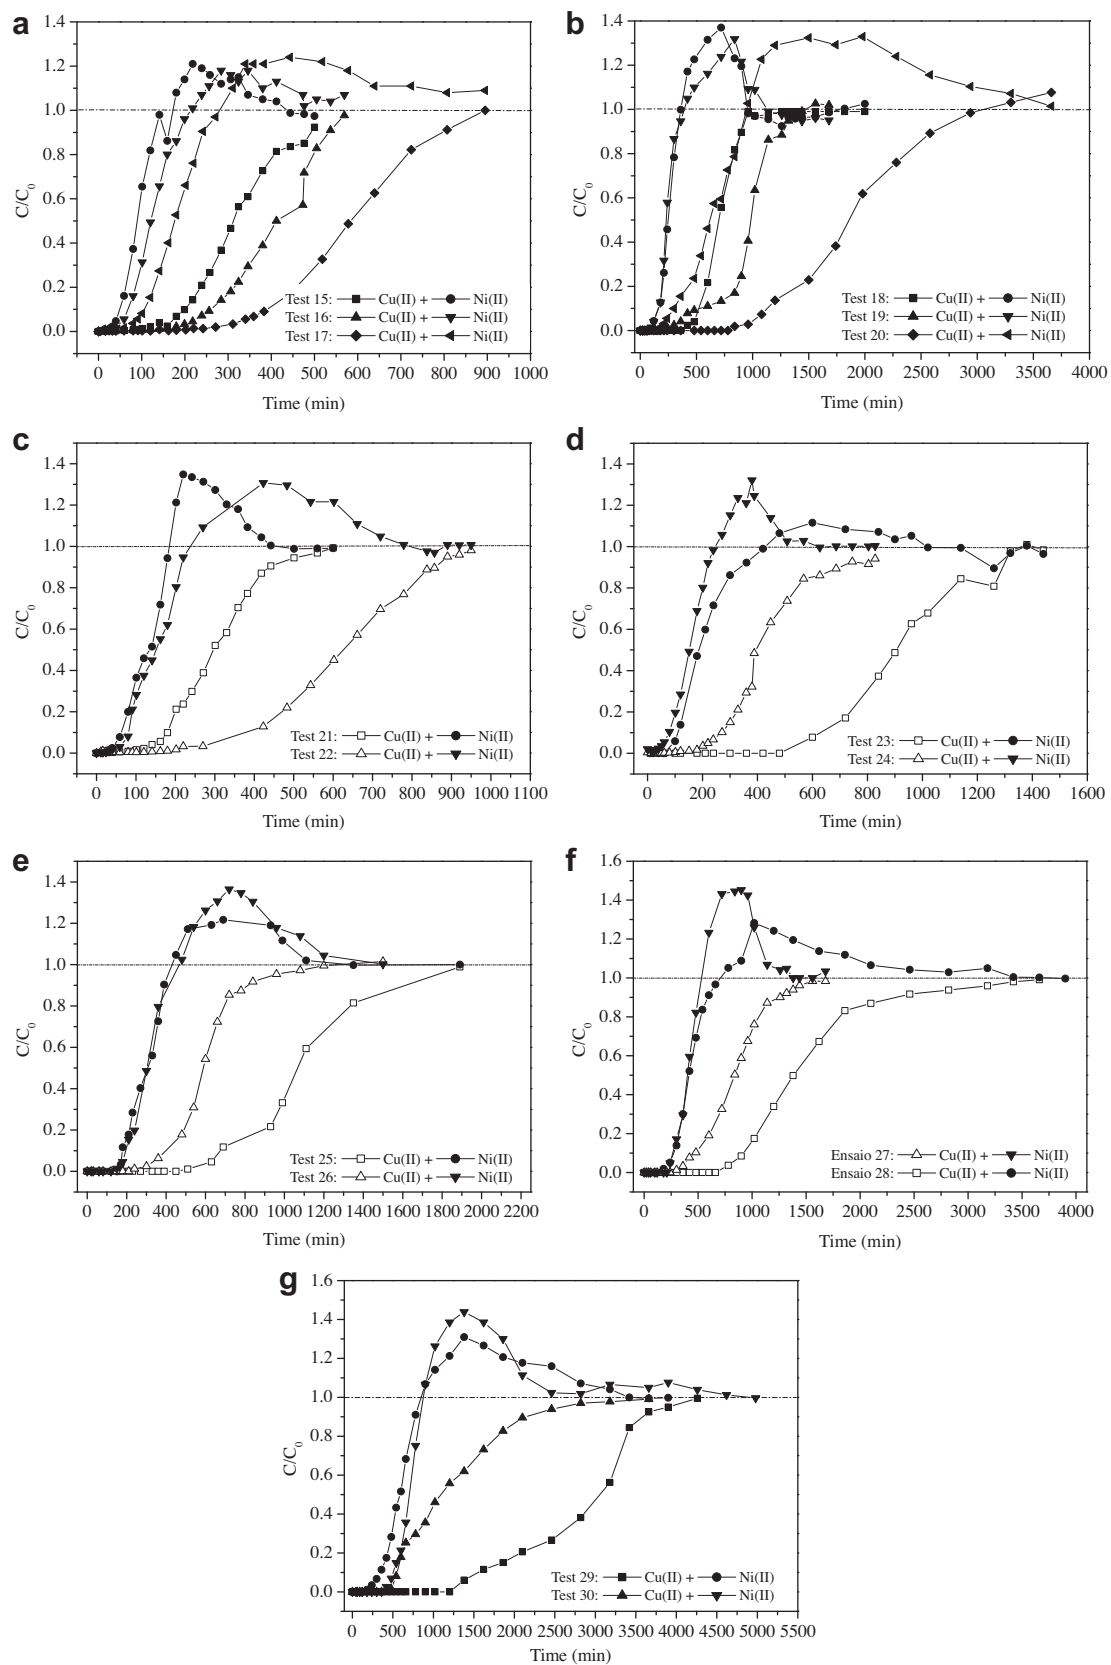 a
1.4
1.2
1.0
0.8
0.6
0.4
0.2
0.0
C/C0
Test 15: Cu(II) + Ni(II)
Test 16: Cu(II) + Ni(II)
Test 17: Cu(II) + Ni(II)
0 100 200 300 400 500 600 700 800 900 1000
Time (min)
b
1.4
1.2
1.0
0.8
0.6
0.4
0.2
0.0
C/C0
Test 18: Cu(II) + Ni(II)
Test 19: Cu(II) + Ni(II)
Test 20: Cu(II) + Ni(II)
0 500 1000 1500 2000 2500 3000 3500 4000
Time (min)
c
1.4
1.2
1.0
0.8
0.6
0.4
0.2
0.0
C/C0
Test 21: Cu(II) + Ni(II)
Test 22: Cu(II) + Ni(II)
0 100 200 300 400 500 600 700 800 900 1000 1100
Time (min)
d
1.4
1.2
1.0
0.8
0.6
0.4
0.2
0.0
C/C0
Test 23: Cu(II) + Ni(II)
Test 24: Cu(II) + Ni(II)
0 200 400 600 800 1000 1200 1400 1600
Time (min)
e
1.4
1.2
1.0
0.8
0.6
0.4
0.2
0.0
C/C0
Test 25: Cu(II) + Ni(II)
Test 26: Cu(II) + Ni(II)
0 200 400 600 800 1000 1200 1400 1600 1800 2000 2200
Time (min)
f
1.6
1.4
1.2
1.0
0.8
0.6
0.4
0.2
0.0
C/C0
Ensaio 27: Cu(II) + Ni(II)
Ensaio 28: Cu(II) + Ni(II)
0 500 1000 1500 2000 2500 3000 3500 4000
Time (min)
g
1.6
1.4
1.2
1.0
0.8
0.6
0.4
0.2
0.0
C/C0
Test 29: Cu(II) + Ni(II)
Test 30: Cu(II) + Ni(II)
0 500 1000 1500 2000 2500 3000 3500 4000 4500 5000 5500
Time (min)